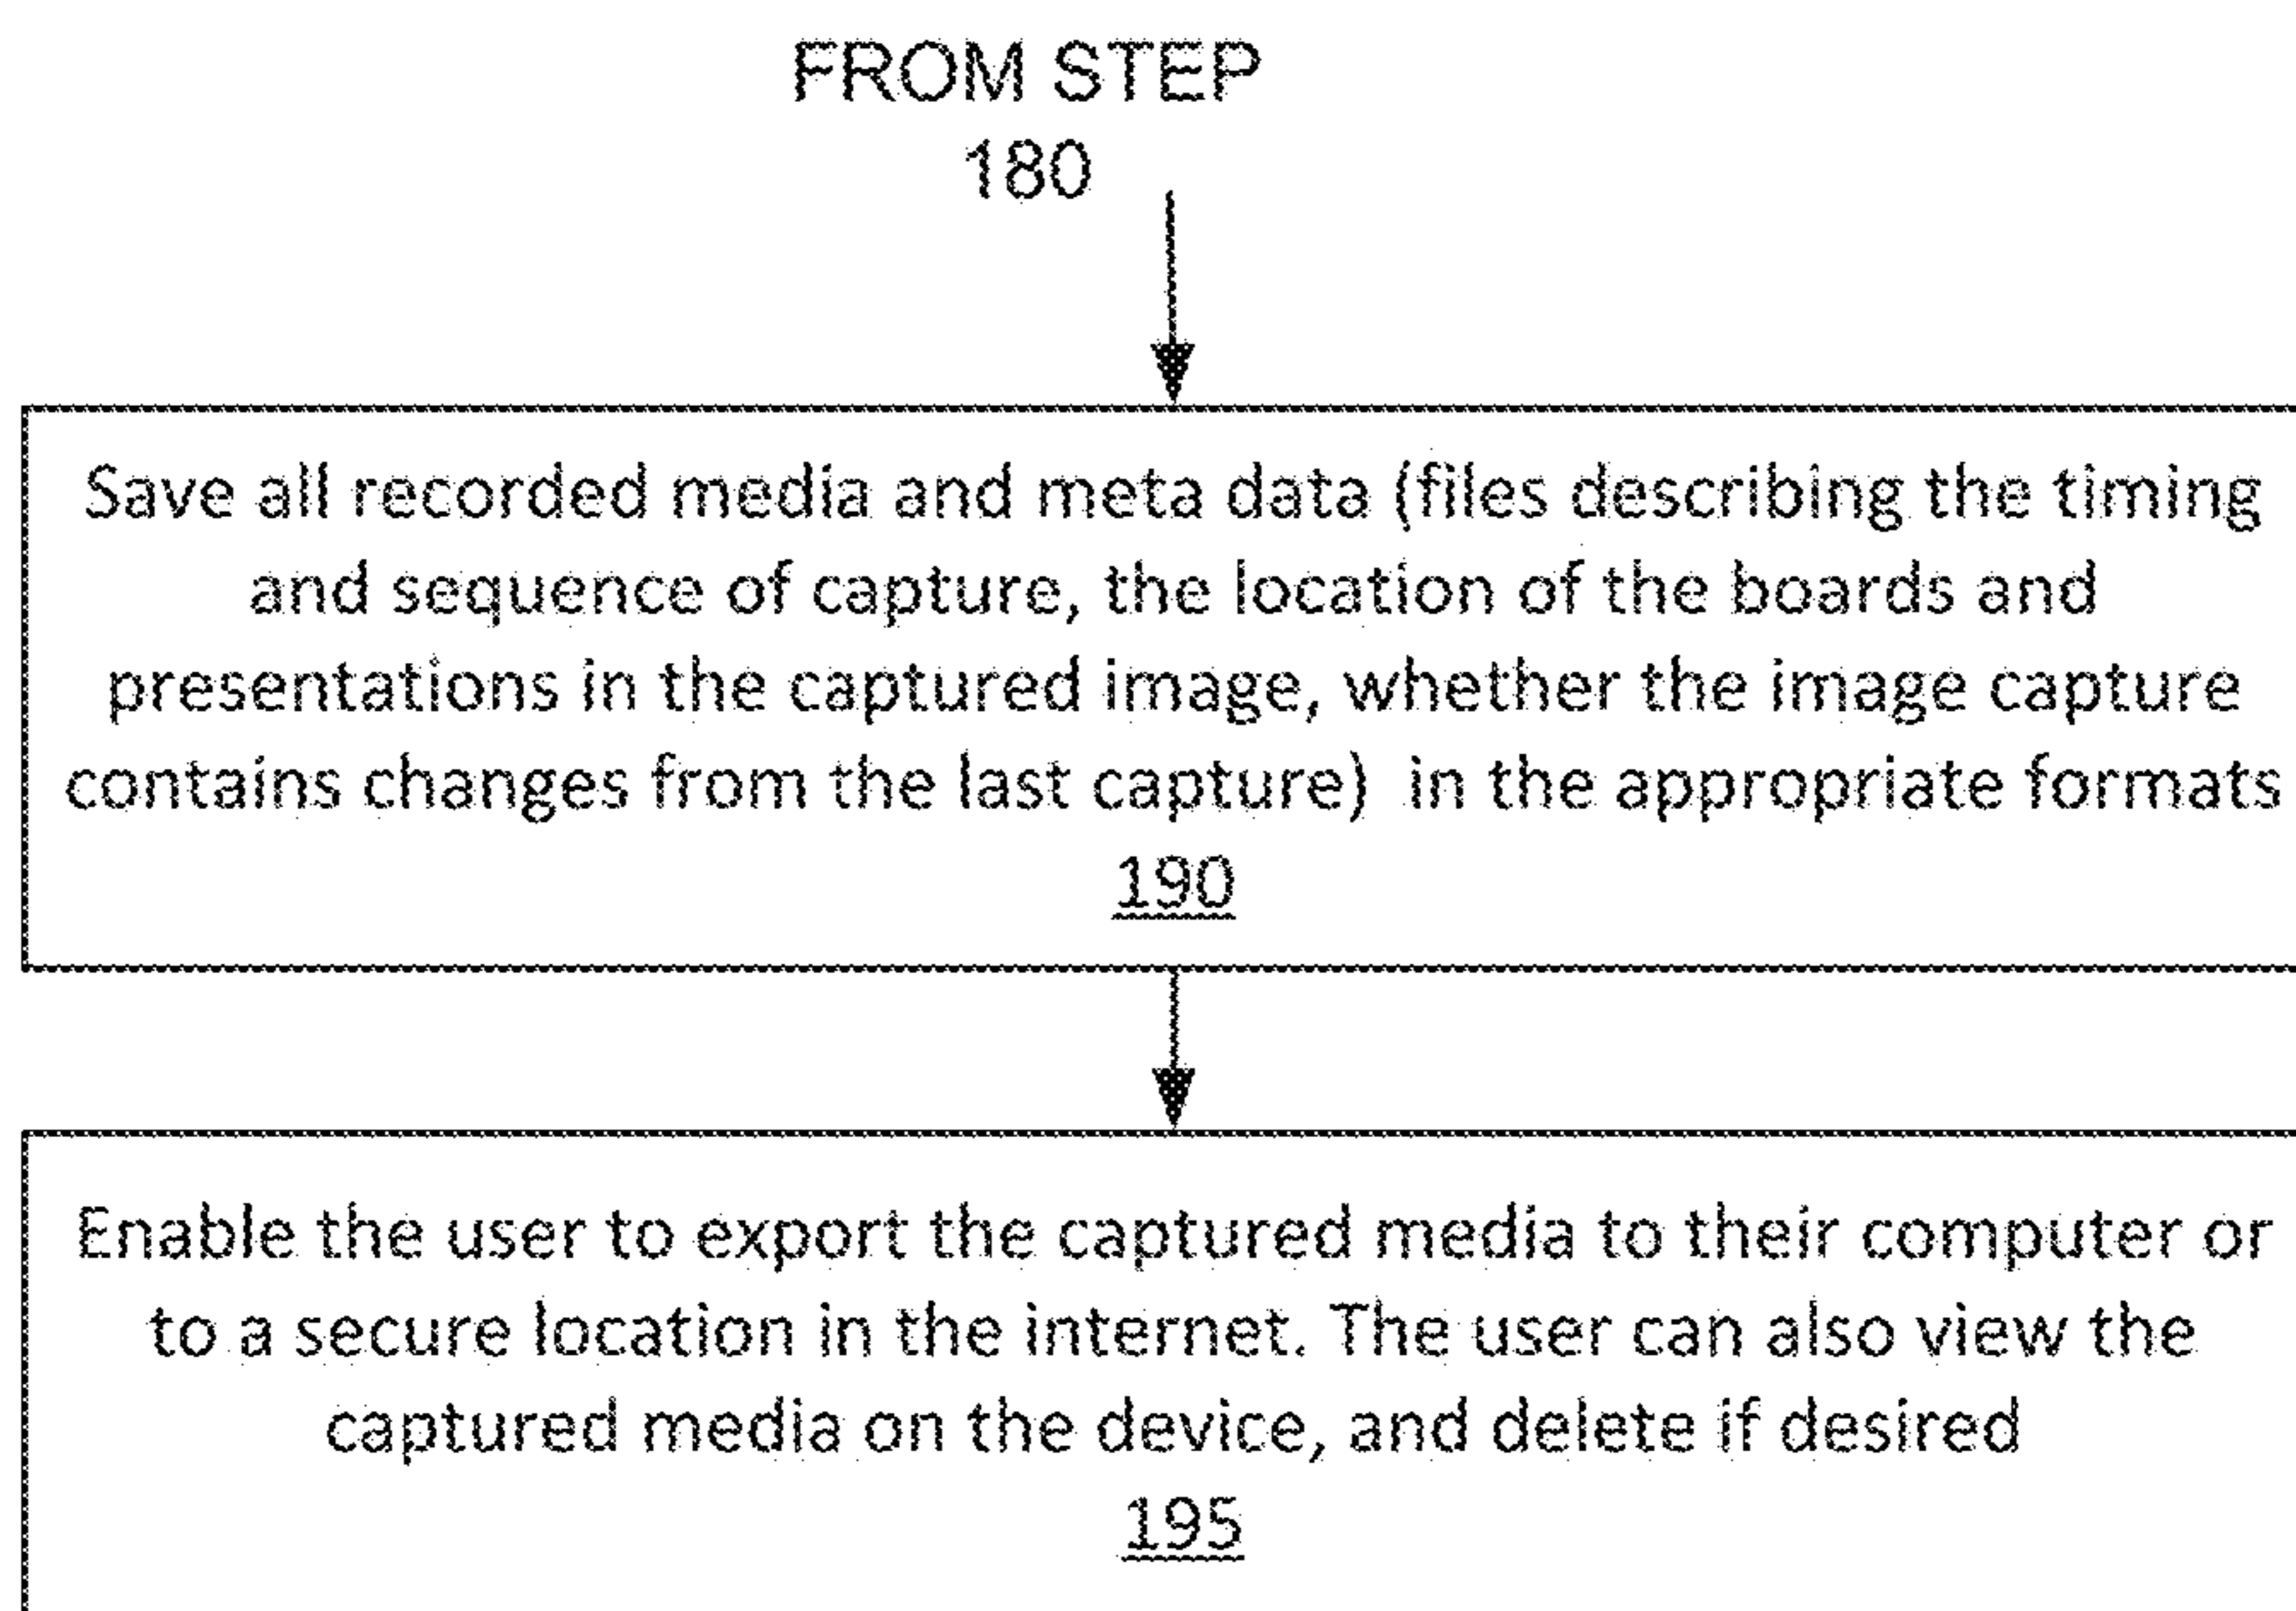 FROM STEP
180
Save all recorded media and meta data (files describing the timing
and sequence of capture, the location of the boards and
presentations in the captured image, whether the image capture
contains changes from the last capture) in the appropriate formats
190
Enable the user to export the captured media to their computer or
to a secure location in the internet. The user can also view the
captured media on the device, and delete if desired
195